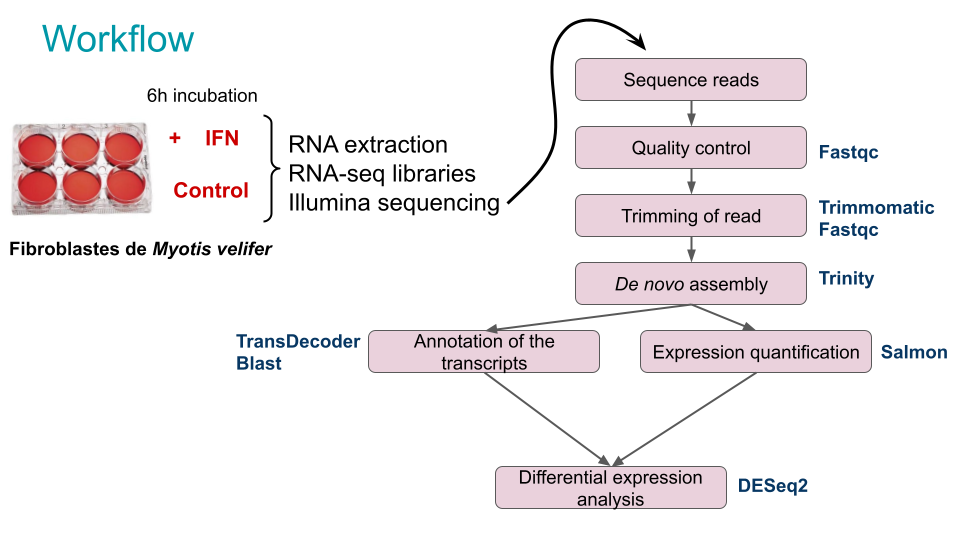 Workflow
6h incubation
+ IFN
Control
Fibroblastes de Myotis velifer
RNA extraction
RNA-seq libraries
Illumina sequencing
Sequence reads
Quality control
Fastqc
Trimming of read
Trimmomatic
Fastqc
De novo assembly
Trinity
TransDecoder
Blast
Annotation of the
transcripts
Expression quantification
Salmon
Differential expression
analysis
DESeq2